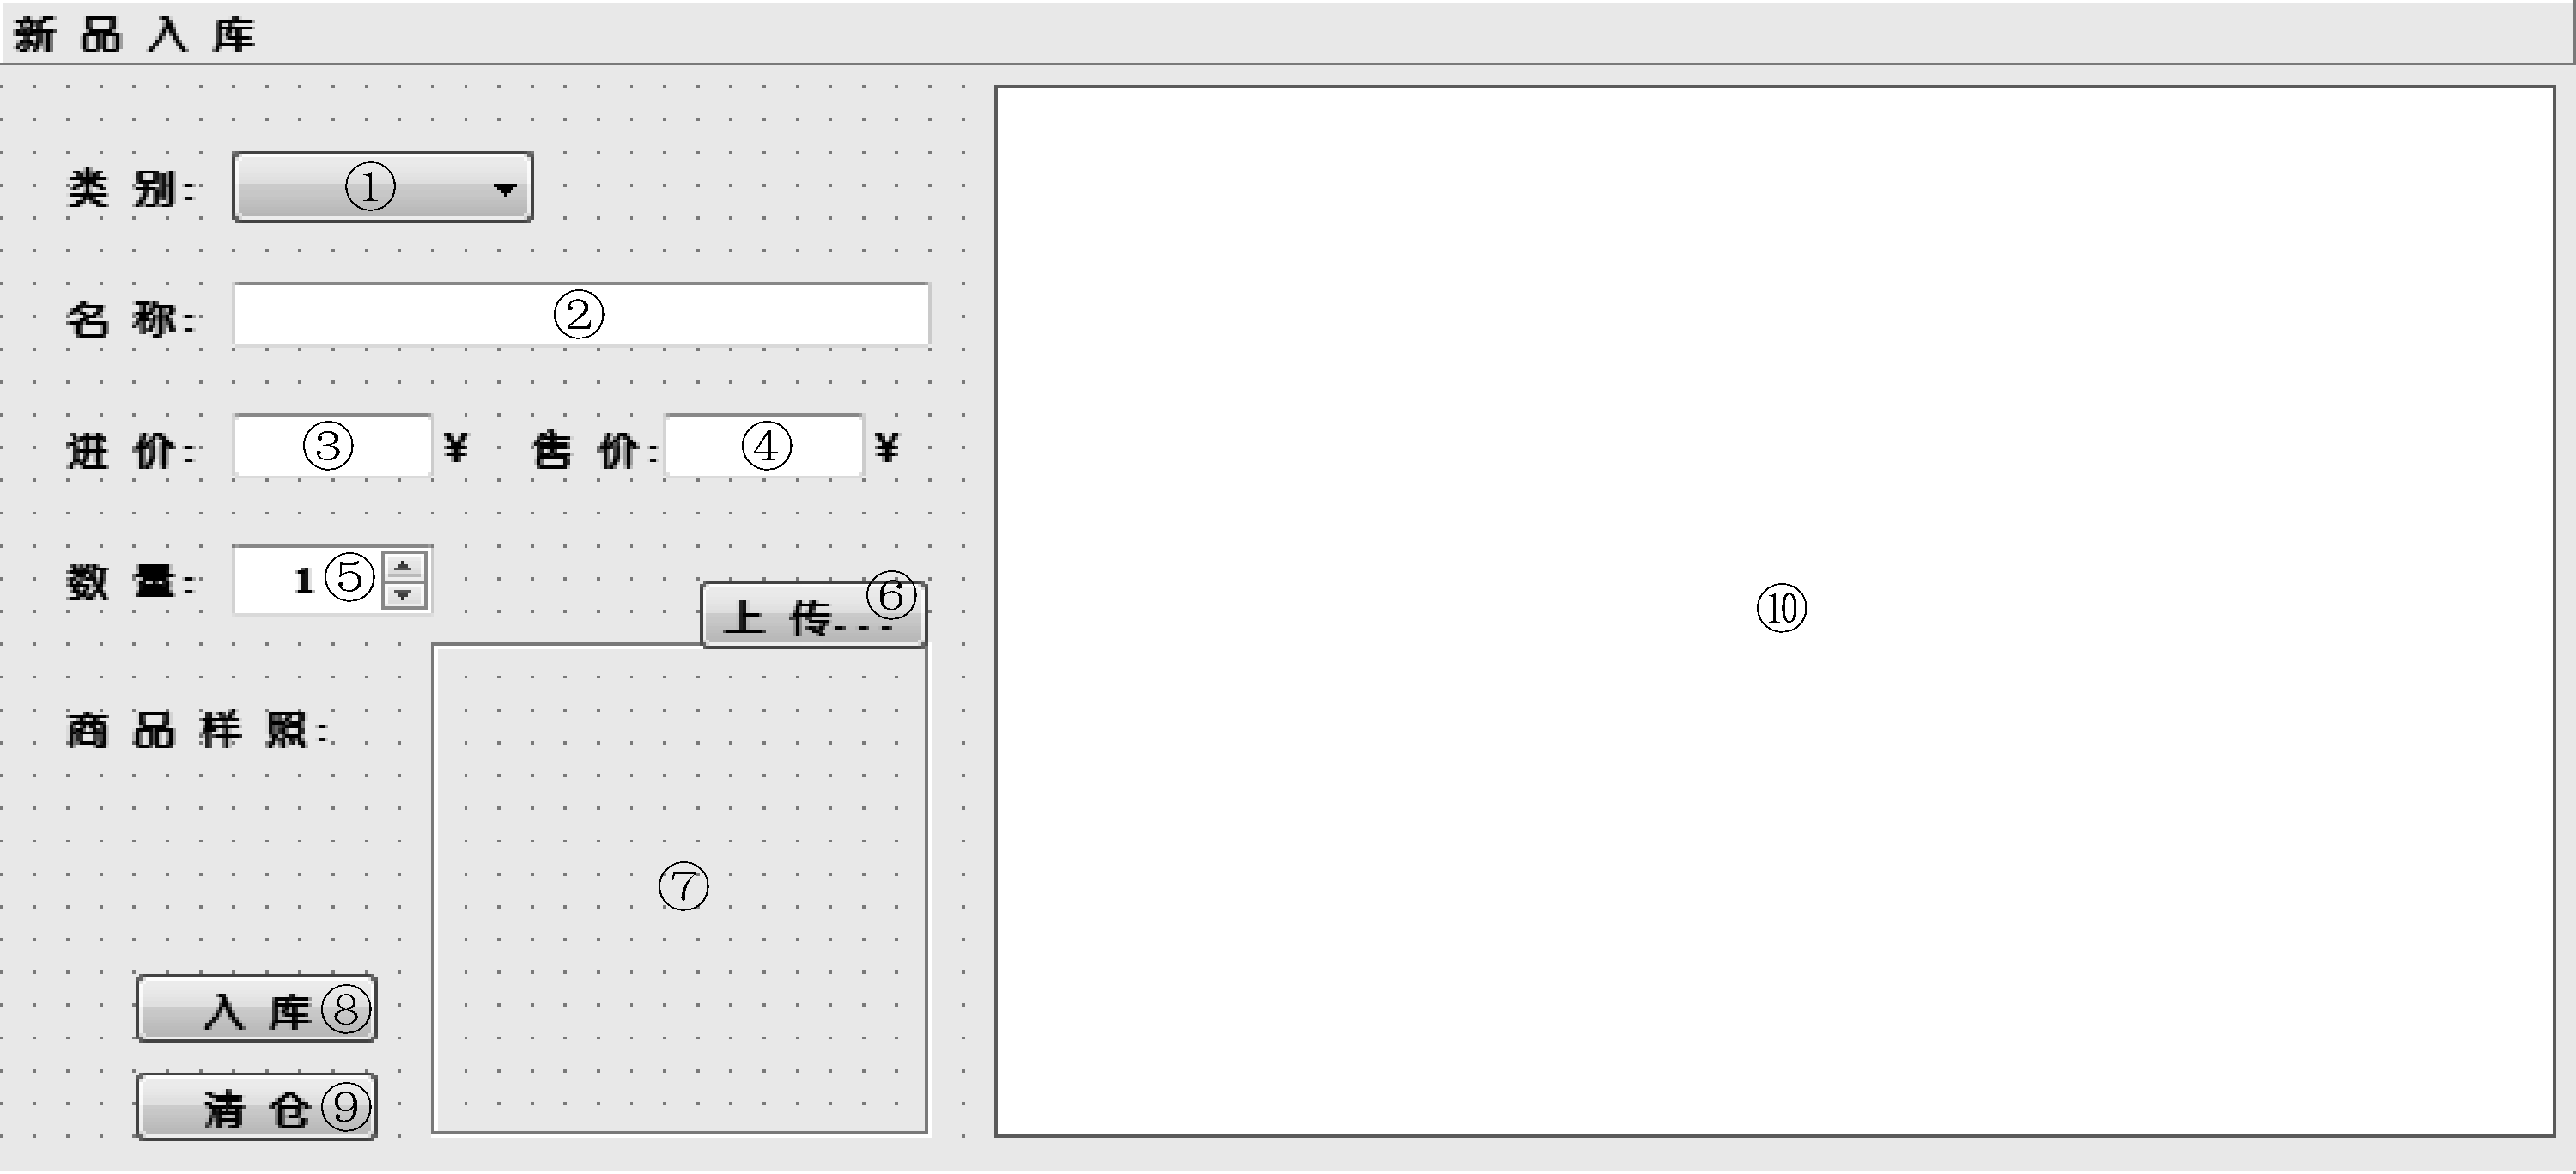 新品入库
类别: ①
名称: ②
进价: ③ ¥ 售价: ④ ¥
数量: 1 ⑤
上传... ⑥
商品样照:
⑦
⑩
入库 ⑧
清仓 ⑨